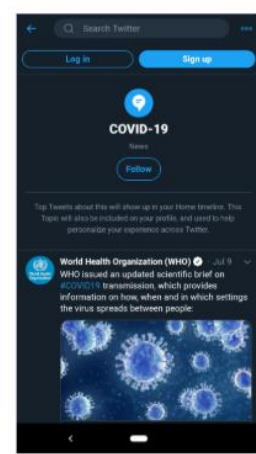 Search Twitter
Log in
Sign up
COVID-19
News
Follow
Top Tweets about this will show up in your Home timeline. This
Topic will also be included on your profile, and used to help
personalize your experience across Twitter.
World Health Organization (WHO) · Jul 9
WHO issued an updated scientific brief on
#COVID19 transmission, which provides
information on how, when and in which settings
the virus spreads between people: